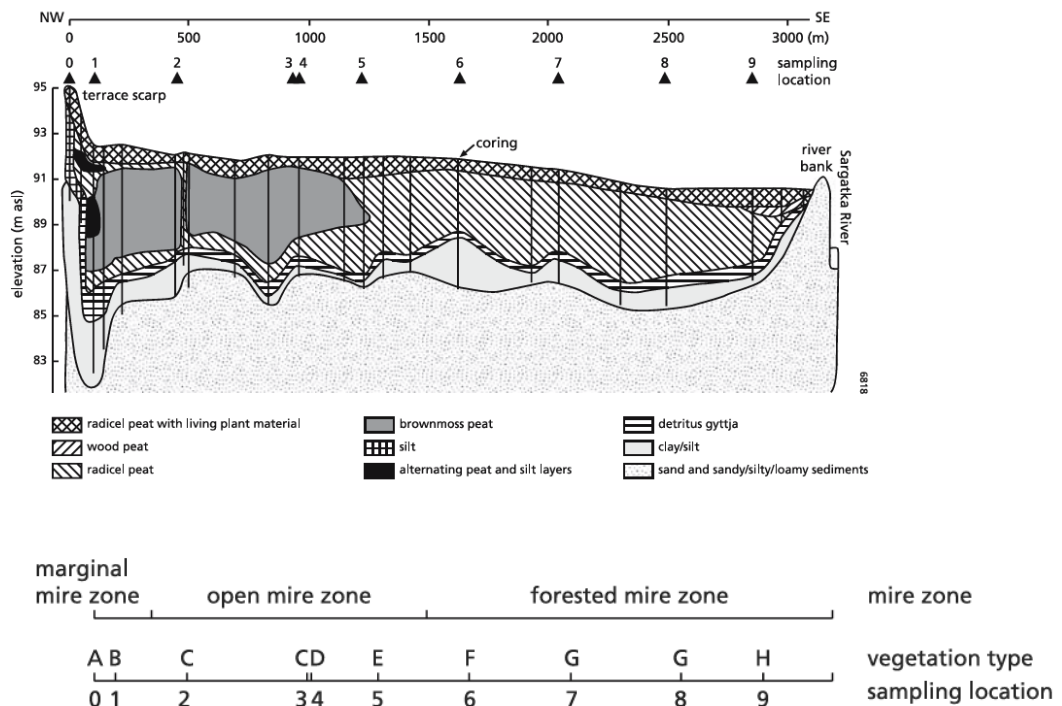 NW SE
0 500 1000 1500 2000 2500 3000 (m)
0 1 2 3 4 5 6 7 8 9 sampling
location
95 terrace scarp
93
coring
river
bank
91
89
87
85
83
elevation (m asl)
Sargatka River
6818
radicel peat with living plant material brownmoss peat detritus gyttja
wood peat silt clay/silt
radicel peat alternating peat and silt layers sand and sandy/silty/loamy sediments
marginal
mire zone open mire zone forested mire zone mire zone
A B C C D E F G G H vegetation type
0 1 2 3 4 5 6 7 8 9 sampling location